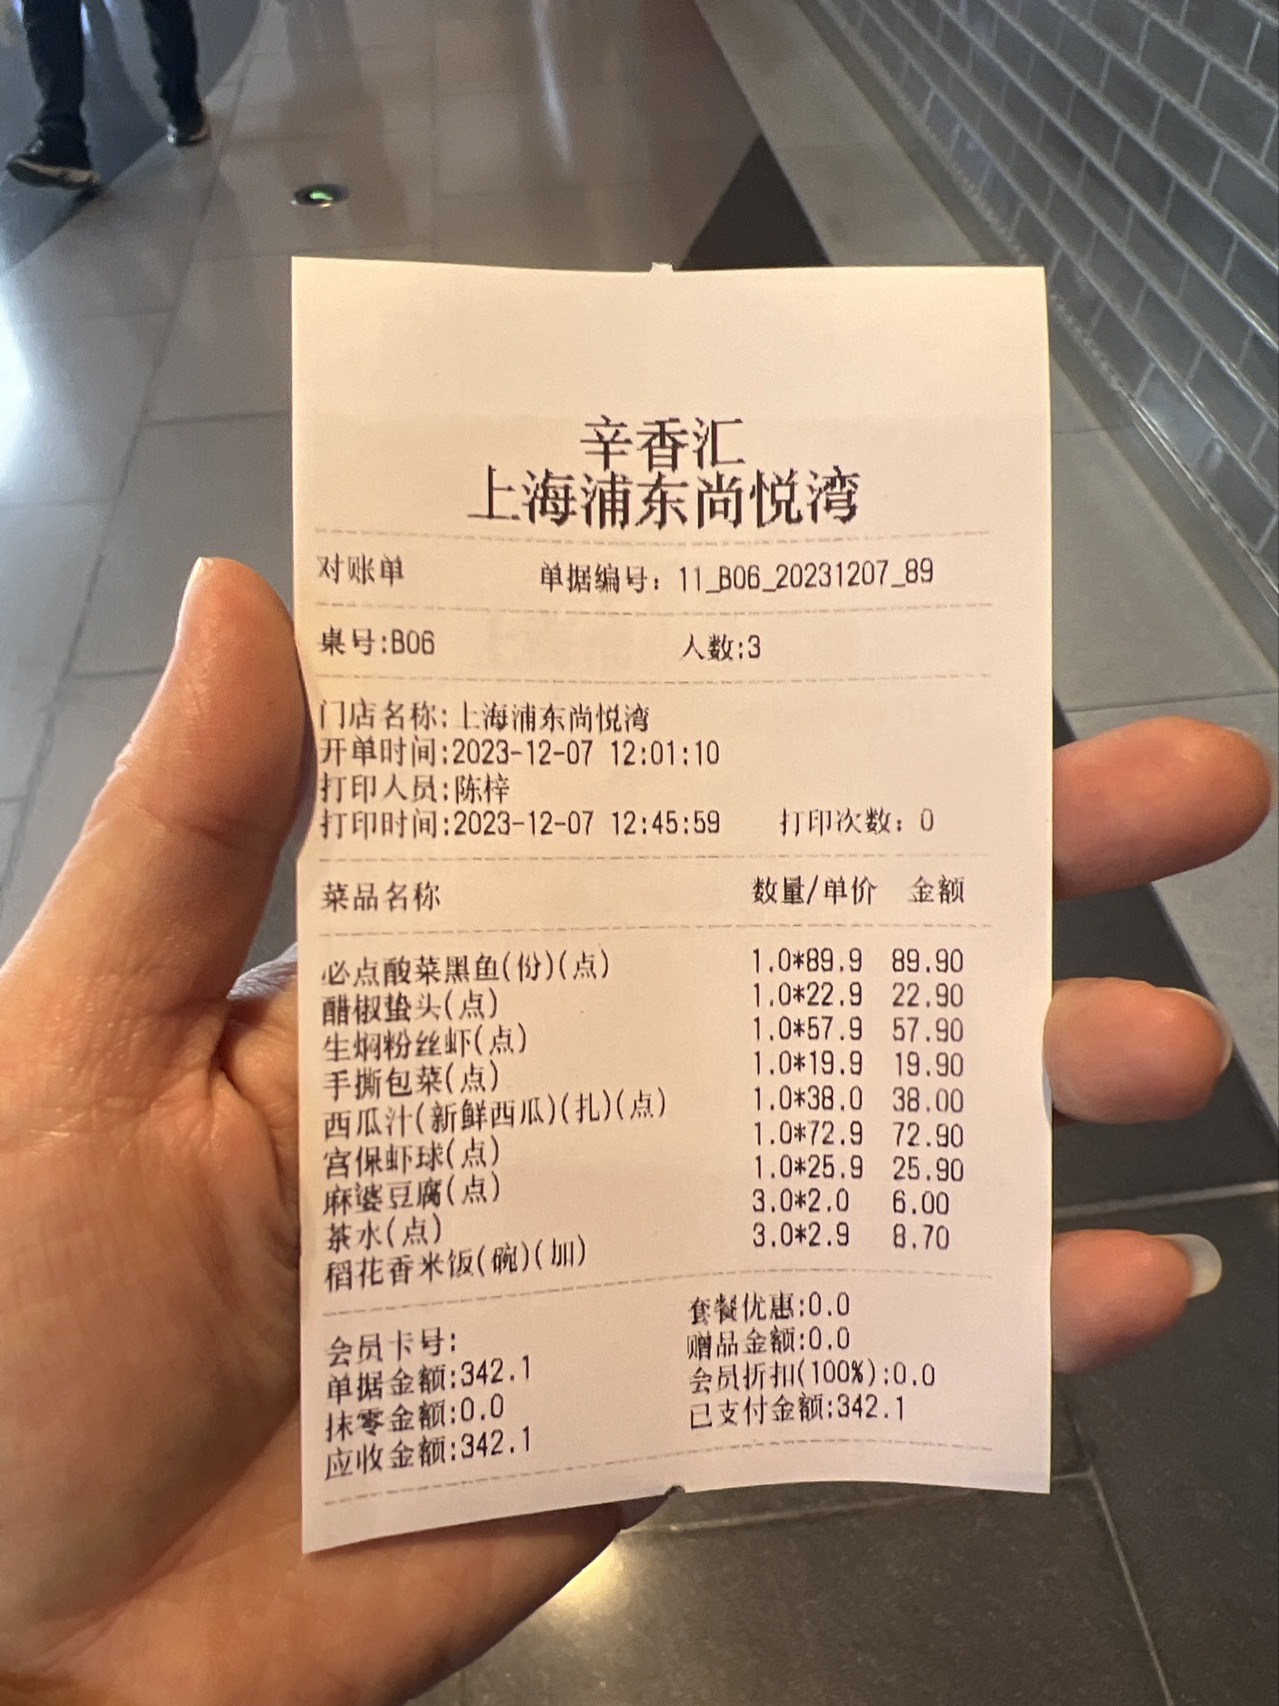 辛香汇
上海浦东尚悦湾
对账单 单据编号：11_B06_20231207_89
桌号:B06 人数:3
门店名称:上海浦东尚悦湾
开单时间:2023-12-07 12:01:10
打印人员:陈梓
打印时间:2023-12-07 12:45:59 打印次数：0
菜品名称 数量/单价 金额
必点酸菜黑鱼(份)(点) 1.0*89.9 89.90
醋椒蛰头(点) 1.0*22.9 22.90
生焖粉丝虾(点) 1.0*57.9 57.90
手撕包菜(点) 1.0*19.9 19.90
西瓜汁(新鲜西瓜)(扎)(点) 1.0*38.0 38.00
宫保虾球(点) 1.0*72.9 72.90
麻婆豆腐(点) 1.0*25.9 25.90
茶水(点) 3.0*2.0 6.00
稻花香米饭(碗)(加) 3.0*2.9 8.70
会员卡号: 套餐优惠:0.0
单据金额:342.1 赠品金额:0.0
抹零金额:0.0 会员折扣(100%):0.0
应收金额:342.1 已支付金额:342.1